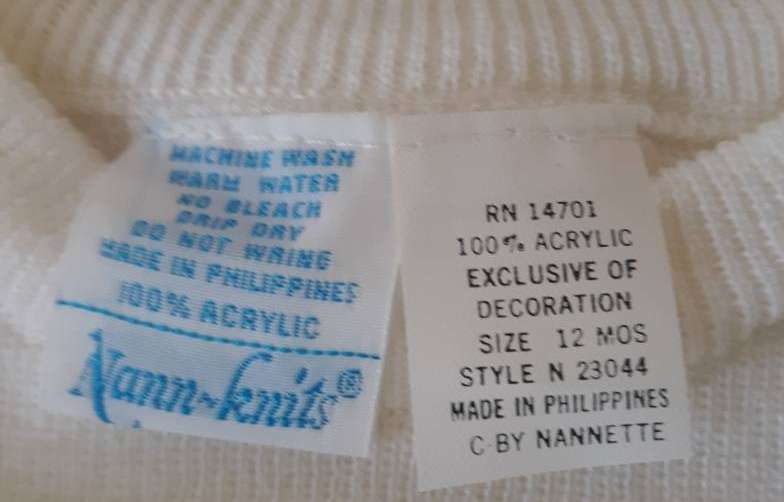 MACHINE WASH
WARM WATER
NO BLEACH
DRIP DRY
DO NOT WRING
MADE IN PHILIPPINES
100% ACRYLIC
Nann-knits®
RN 14701
100% ACRYLIC
EXCLUSIVE OF
DECORATION
SIZE 12 MOS
STYLE N 23044
MADE IN PHILIPPINES
C·BY NANNETTE